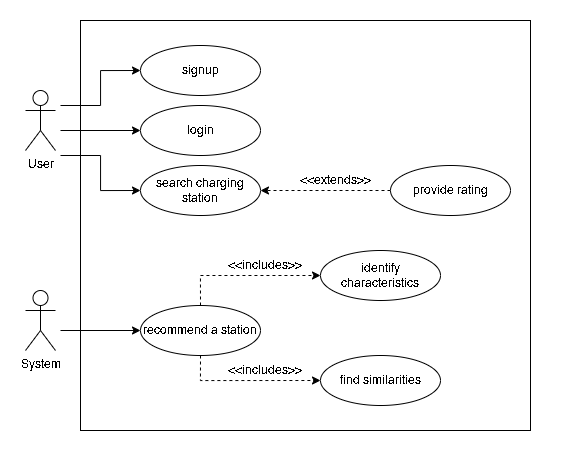 signup
login
User
search charging
station
<<extends>>
provide rating
<<includes>>
identify
characteristics
recommend a station
System
<<includes>>
find similarities